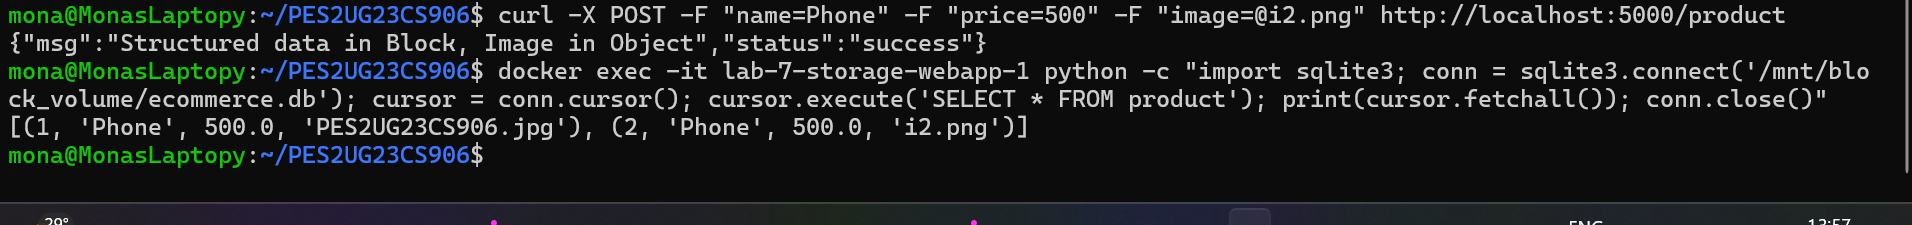 mona@MonasLaptopy:~/PES2UG23CS906$ curl -X POST -F "name=Phone" -F "price=500" -F "image=@i2.png" http://localhost:5000/product
{"msg":"Structured data in Block, Image in Object","status":"success"}
mona@MonasLaptopy:~/PES2UG23CS906$ docker exec -it lab-7-storage-webapp-1 python -c "import sqlite3; conn = sqlite3.connect('/mnt/blo
ck_volume/ecommerce.db'); cursor = conn.cursor(); cursor.execute('SELECT * FROM product'); print(cursor.fetchall()); conn.close()"
[(1, 'Phone', 500.0, 'PES2UG23CS906.jpg'), (2, 'Phone', 500.0, 'i2.png')]
mona@MonasLaptopy:~/PES2UG23CS906$
29° ENG 13:57